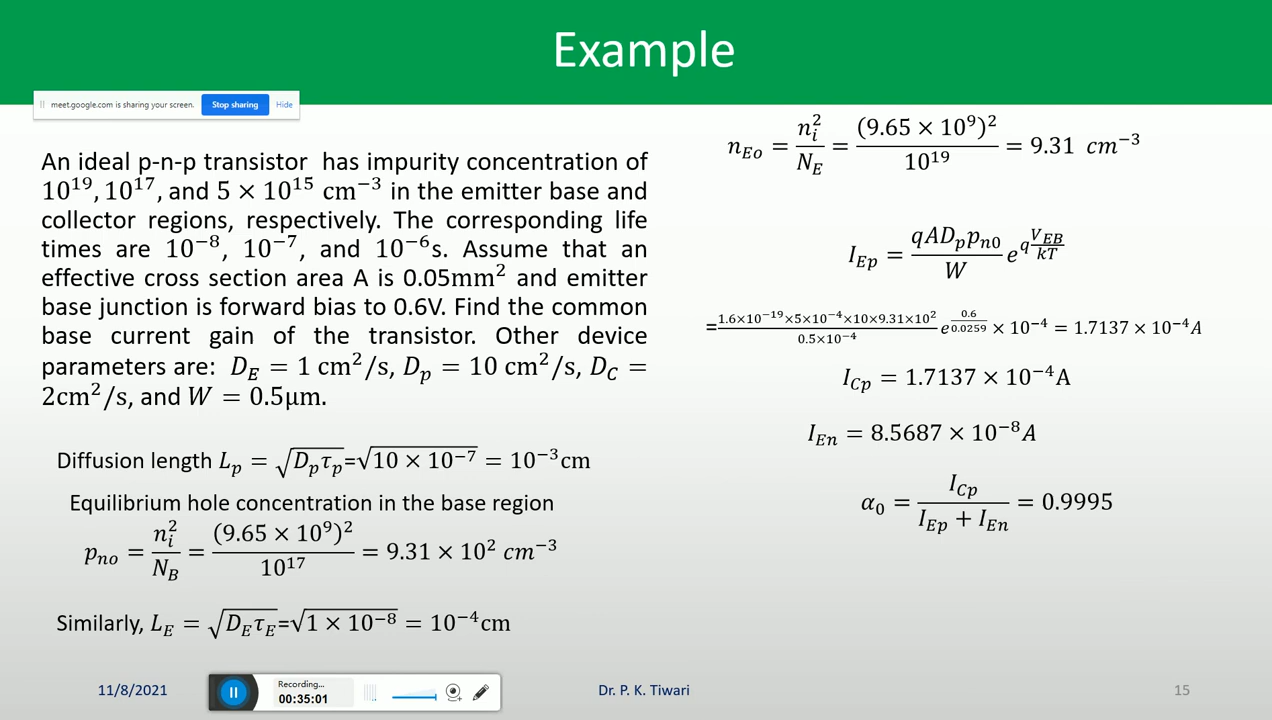 Example
meet.google.com is sharing your screen. Stop sharing Hide
An ideal p-n-p transistor has impurity concentration of
10¹⁹, 10¹⁷, and 5 × 10¹⁵ cm⁻³ in the emitter base and
collector regions, respectively. The corresponding life
times are 10⁻⁸, 10⁻⁷, and 10⁻⁶s. Assume that an
effective cross section area A is 0.05mm² and emitter
base junction is forward bias to 0.6V. Find the common
base current gain of the transistor. Other device
parameters are: D_E = 1 cm²/s, D_p = 10 cm²/s, D_C =
2cm²/s, and W = 0.5μm.
Diffusion length L_p = √(D_pτ_p)=√(10 × 10⁻⁷) = 10⁻³cm
Equilibrium hole concentration in the base region
p_no = n_i²/N_B = (9.65 × 10⁹)²/10¹⁷ = 9.31 × 10² cm⁻³
Similarly, L_E = √(D_Eτ_E)=√(1 × 10⁻⁸) = 10⁻⁴cm
n_Eo = n_i²/N_E = (9.65 × 10⁹)²/10¹⁹ = 9.31 cm⁻³
I_Ep = (qAD_pp_n0/W) e^(q V_EB/kT)
=(1.6×10⁻¹⁹×5×10⁻⁴×10×9.31×10²)/(0.5×10⁻⁴) e^(0.6/0.0259) × 10⁻⁴ = 1.7137 × 10⁻⁴A
I_Cp = 1.7137 × 10⁻⁴A
I_En = 8.5687 × 10⁻⁸A
α₀ = I_Cp/(I_Ep + I_En) = 0.9995
11/8/2021
Recording...
00:35:01
Dr. P. K. Tiwari
15